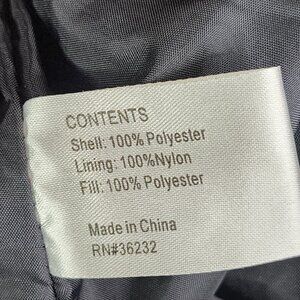 CONTENTS
Shell: 100% Polyester
Lining: 100%Nylon
Fill: 100% Polyester
Made in China
RN#36232